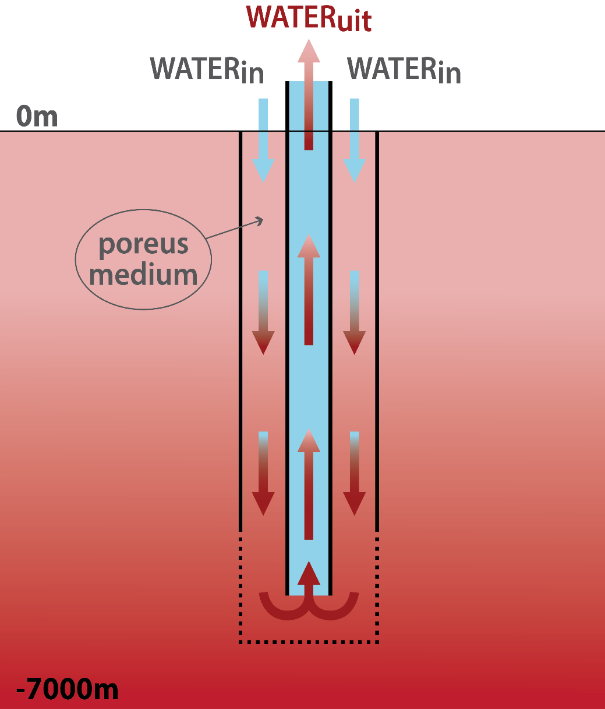 WATERuit
WATERin
WATERin
0m
poreus
medium
-7000m